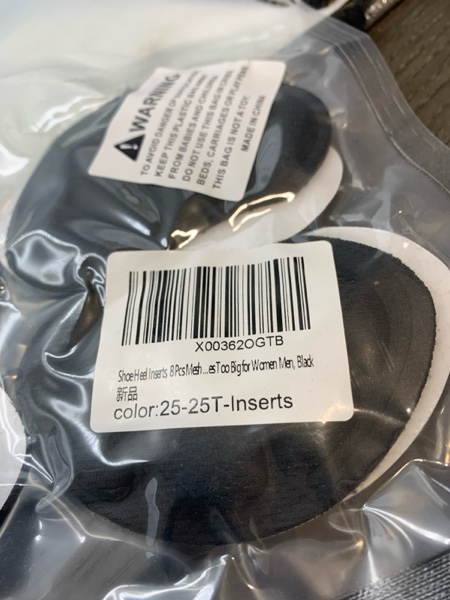 WARNING
TO AVOID DANGER OF SUFFOCATION
KEEP THIS PLASTIC BAG AWAY
FROM BABIES AND CHILDREN.
DO NOT USE THIS BAG IN CRIBS,
BEDS, CARRIAGES OR PLAY PENS.
THIS BAG IS NOT A TOY.
MADE IN CHINA
X00362OGTB
Shoe Heel Inserts, 8 Pcs Mesh ...es Too Big for Women Men, Black
新品
color:25-25T-Inserts